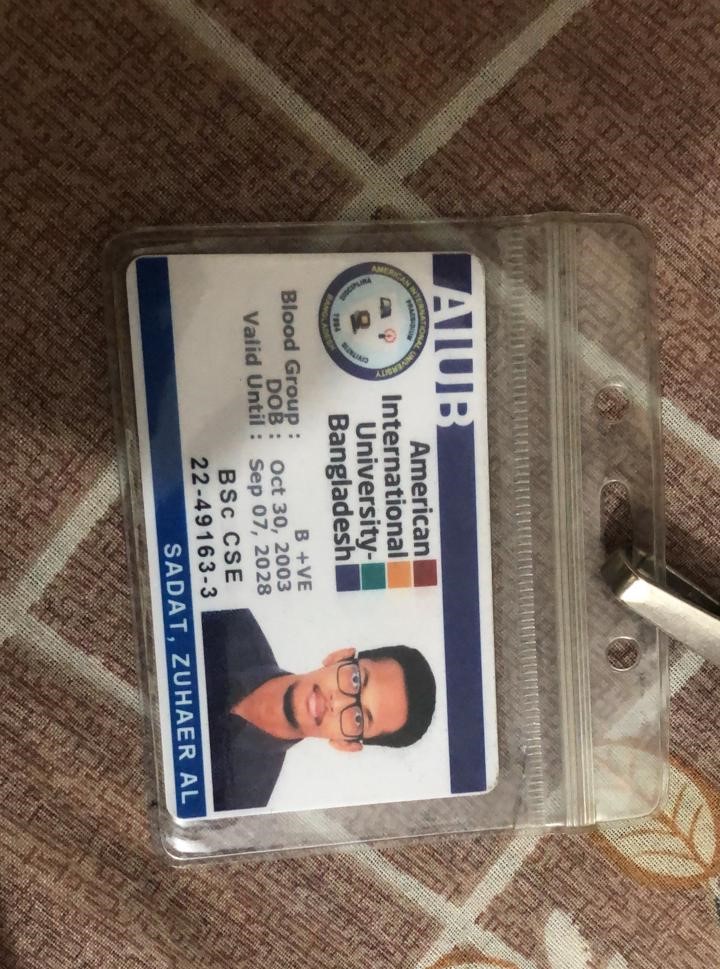 AIUB
AMERICAN INTERNATIONAL UNIVERSITY
PRAESIDIUM
1994
BANGLADESH
American
International
University-
Bangladesh
Blood Group : B +VE
DOB : Oct 30, 2003
Valid Until : Sep 07, 2028
BSc CSE
22-49163-3
SADAT, ZUHAER AL